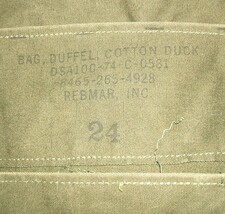 BAG, DUFFEL, COTTON DUCK
DSA100-74-C-0581
8465-265-4928
REBMAR, INC.
24